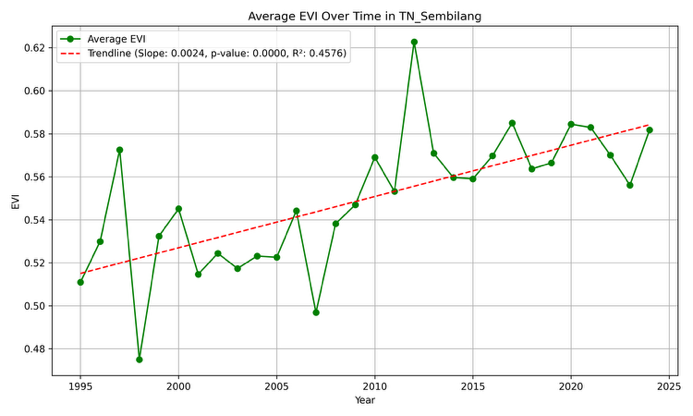 Average EVI Over Time in TN_Sembilang
Average EVI
Trendline (Slope: 0.0024, p-value: 0.0000, R²: 0.4576)
0.62
0.60
0.58
0.56
0.54
0.52
0.50
0.48
EVI
1995 2000 2005 2010 2015 2020 2025
Year